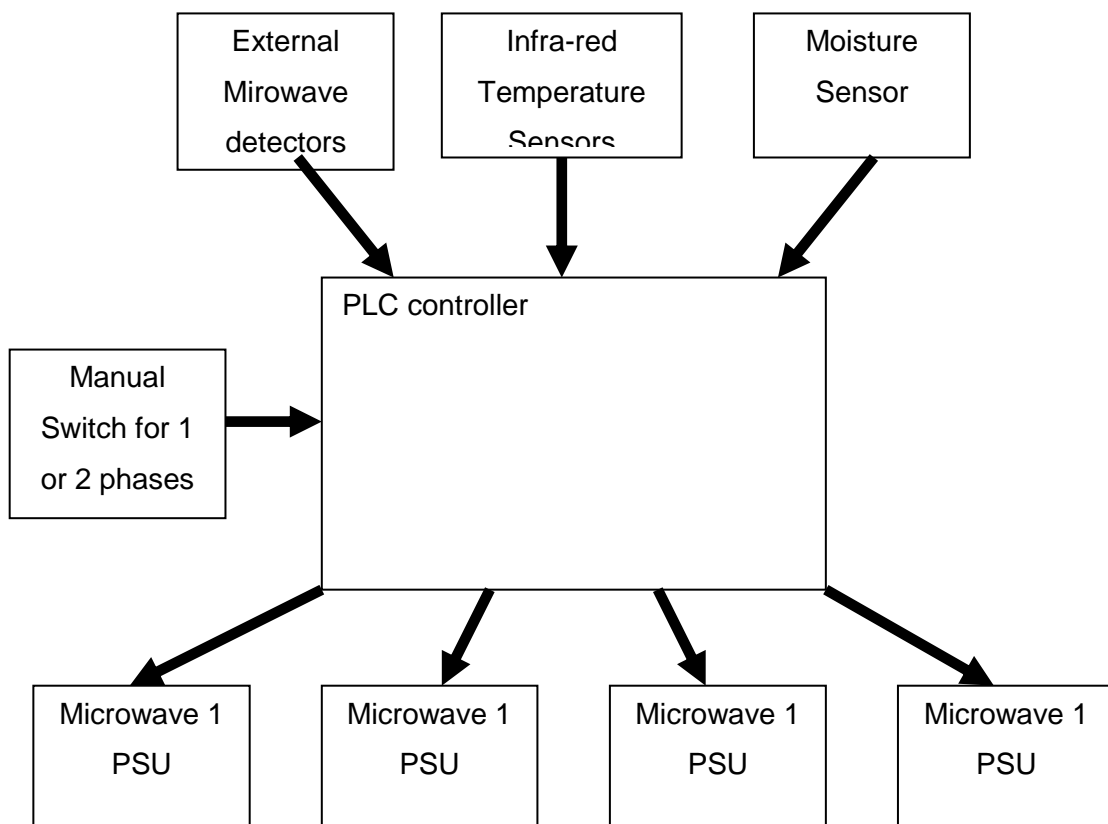 External
Mirowave
detectors
Infra-red
Temperature
Sensors
Moisture
Sensor
PLC controller
Manual
Switch for 1
or 2 phases
Microwave 1
PSU
Microwave 1
PSU
Microwave 1
PSU
Microwave 1
PSU